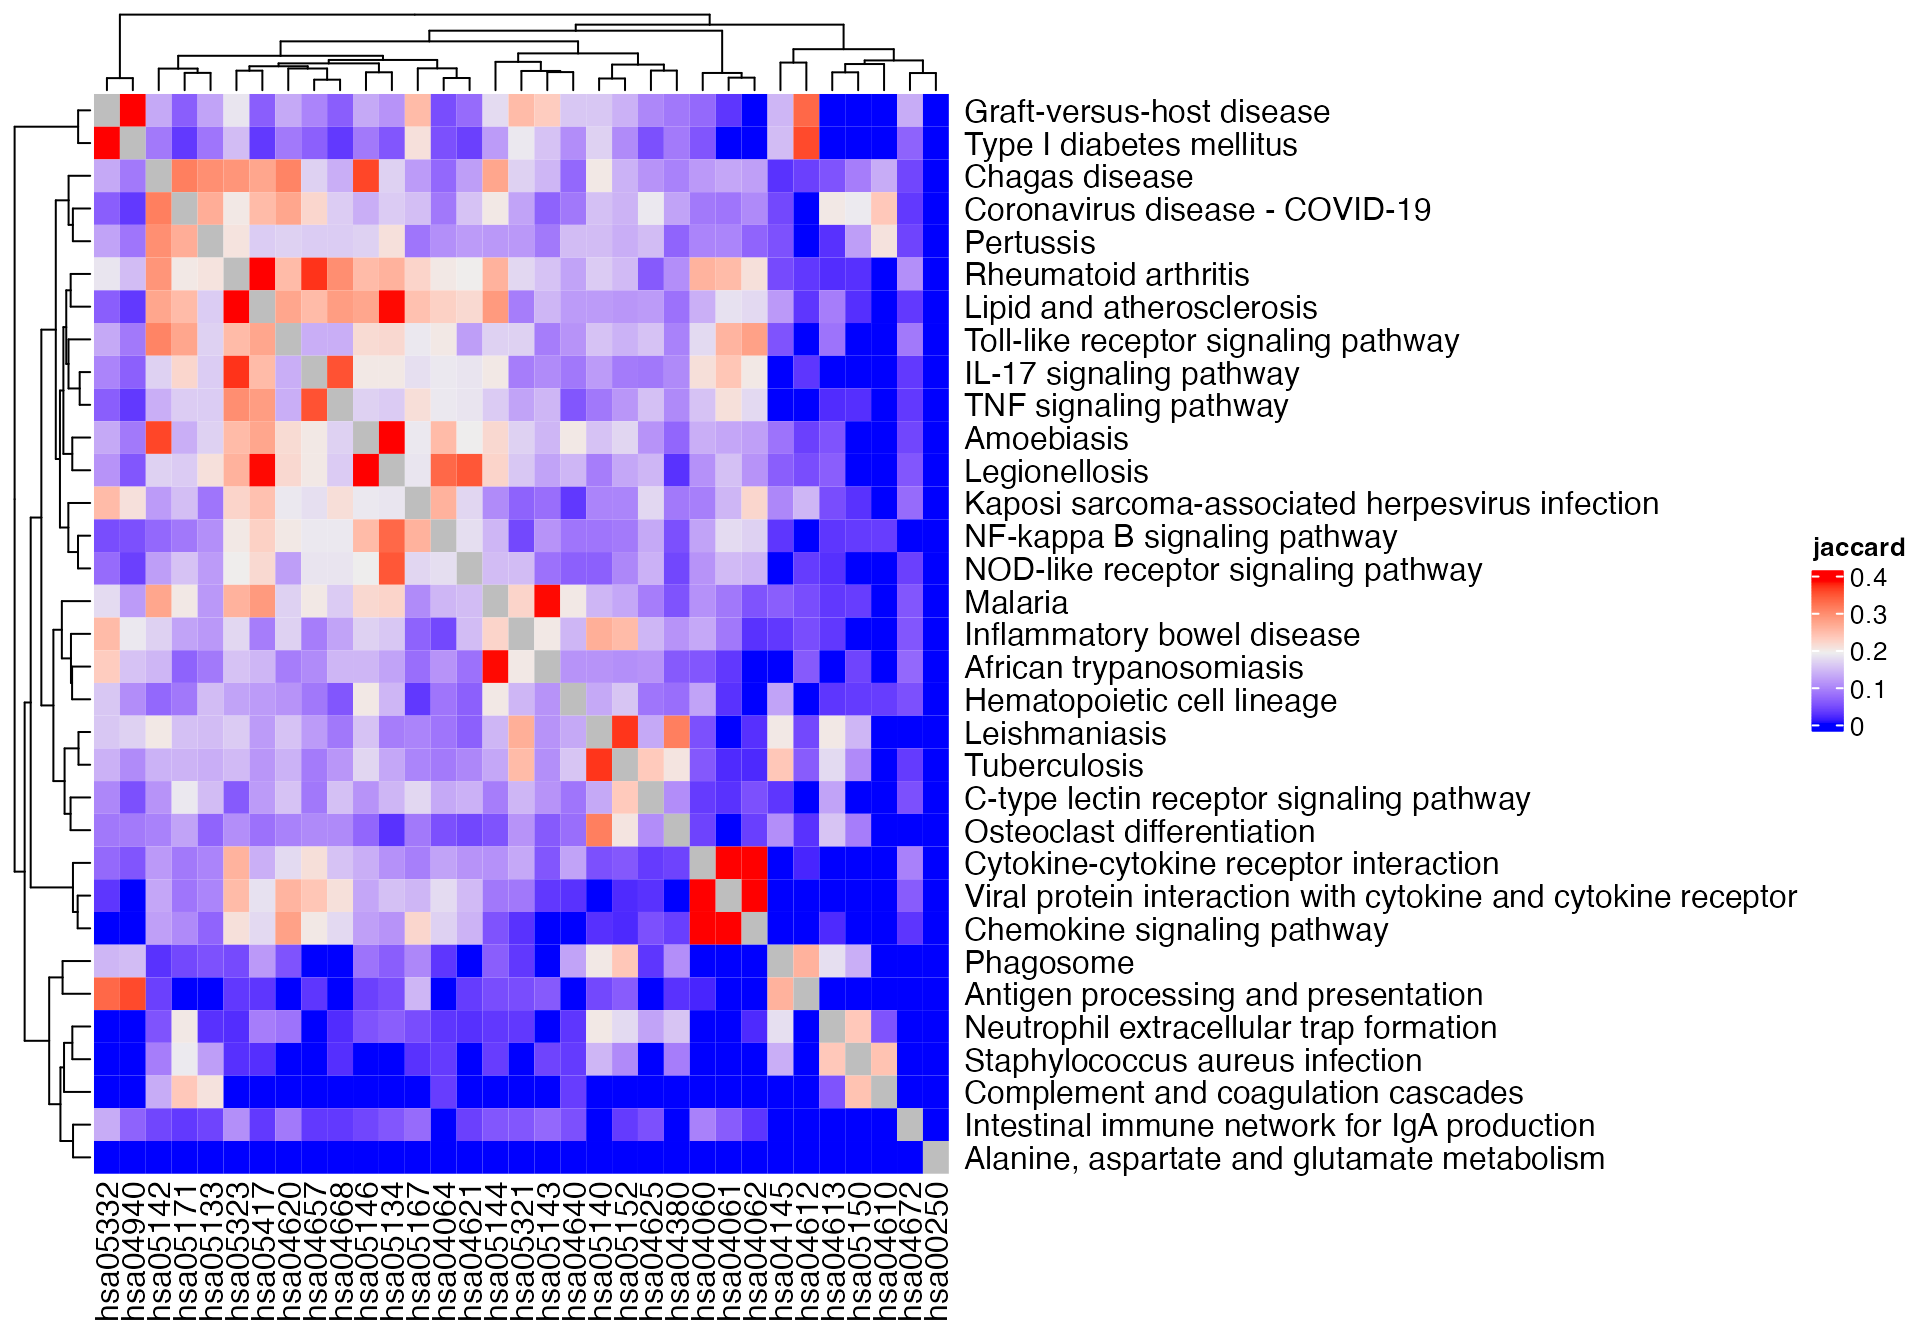 Graft-versus-host disease
Type I diabetes mellitus
Chagas disease
Coronavirus disease - COVID-19
Pertussis
Rheumatoid arthritis
Lipid and atherosclerosis
Toll-like receptor signaling pathway
IL-17 signaling pathway
TNF signaling pathway
Amoebiasis
Legionellosis
Kaposi sarcoma-associated herpesvirus infection
NF-kappa B signaling pathway
NOD-like receptor signaling pathway
Malaria
Inflammatory bowel disease
African trypanosomiasis
Hematopoietic cell lineage
Leishmaniasis
Tuberculosis
C-type lectin receptor signaling pathway
Osteoclast differentiation
Cytokine-cytokine receptor interaction
Viral protein interaction with cytokine and cytokine receptor
Chemokine signaling pathway
Phagosome
Antigen processing and presentation
Neutrophil extracellular trap formation
Staphylococcus aureus infection
Complement and coagulation cascades
Intestinal immune network for IgA production
Alanine, aspartate and glutamate metabolism
jaccard
0.4
0.3
0.2
0.1
0
hsa05332
hsa04940
hsa05142
hsa05171
hsa05133
hsa05323
hsa05417
hsa04620
hsa04657
hsa04668
hsa05146
hsa05134
hsa05167
hsa04064
hsa04621
hsa05144
hsa05321
hsa05143
hsa04640
hsa05140
hsa05152
hsa04625
hsa04380
hsa04060
hsa04061
hsa04062
hsa04145
hsa04612
hsa04613
hsa05150
hsa04610
hsa04672
hsa00250